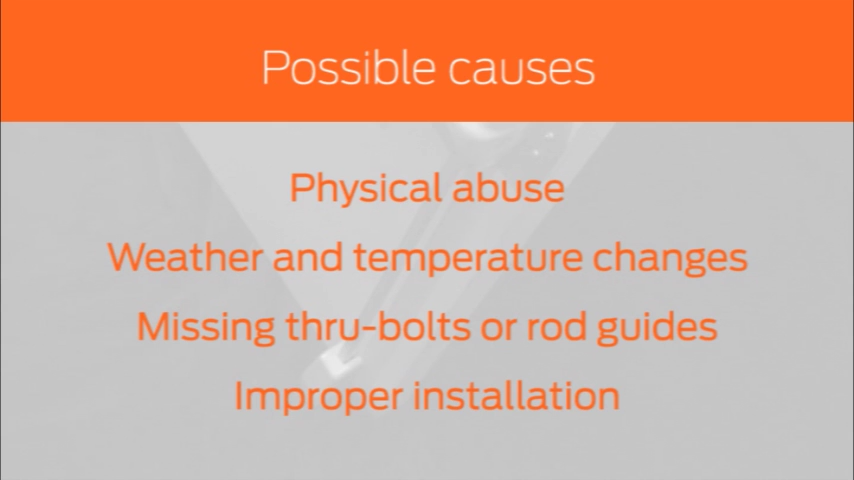 Possible causes
Physical abuse
Weather and temperature changes
Missing thru-bolts or rod guides
Improper installation